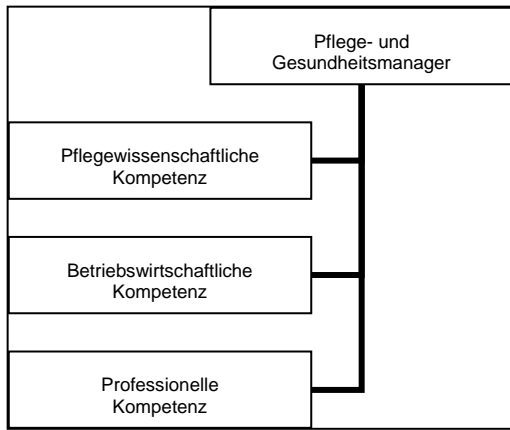 Pflege- und
Gesundheitsmanager
Pflegewissenschaftliche
Kompetenz
Betriebswirtschaftliche
Kompetenz
Professionelle
Kompetenz